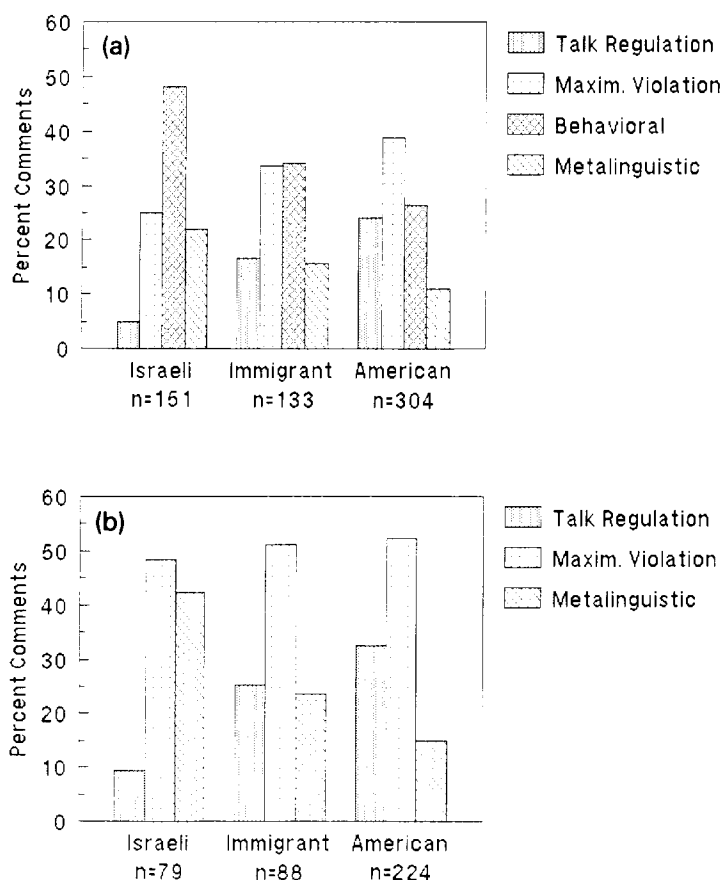 (a)
Percent Comments
60
50
40
30
20
10
0
Israeli
n=151
Immigrant
n=133
American
n=304
Talk Regulation
Maxim. Violation
Behavioral
Metalinguistic
(b)
Percent Comments
60
50
40
30
20
10
0
Israeli
n=79
Immigrant
n=88
American
n=224
Talk Regulation
Maxim. Violation
Metalinguistic